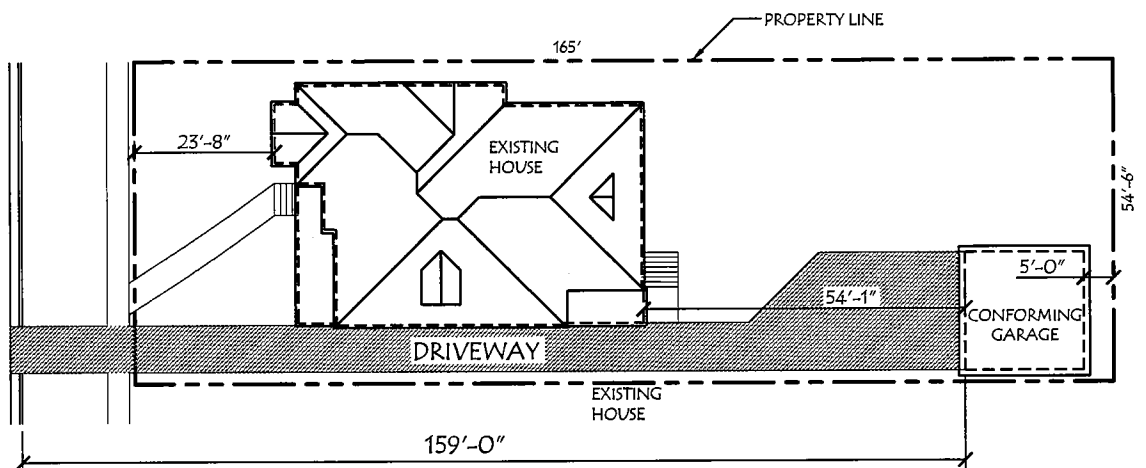 PROPERTY LINE
165'
23'-8"
EXISTING
HOUSE
54'-6"
5'-0"
54'-1"
CONFORMING
GARAGE
DRIVEWAY
EXISTING
HOUSE
159'-0"